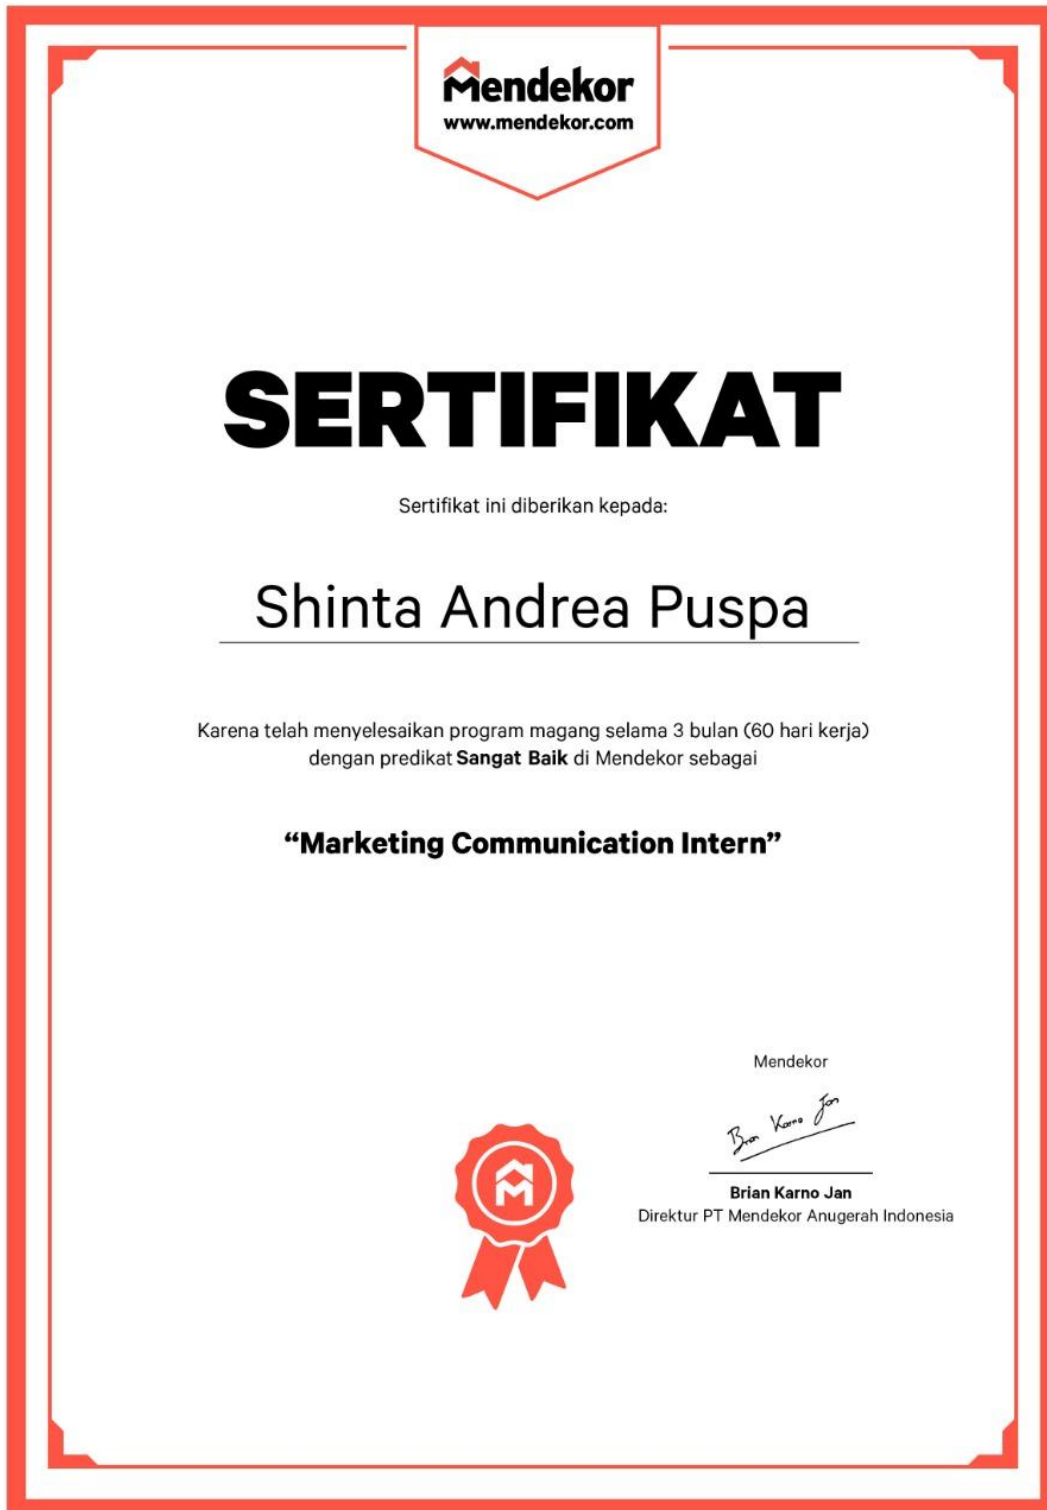 Mendekor
www.mendekor.com
SERTIFIKAT
Sertifikat ini diberikan kepada:
Shinta Andrea Puspa
Karena telah menyelesaikan program magang selama 3 bulan (60 hari kerja)
dengan predikat Sangat Baik di Mendekor sebagai
“Marketing Communication Intern”
Mendekor
Brian Karno Jan
Brian Karno Jan
Direktur PT Mendekor Anugerah Indonesia